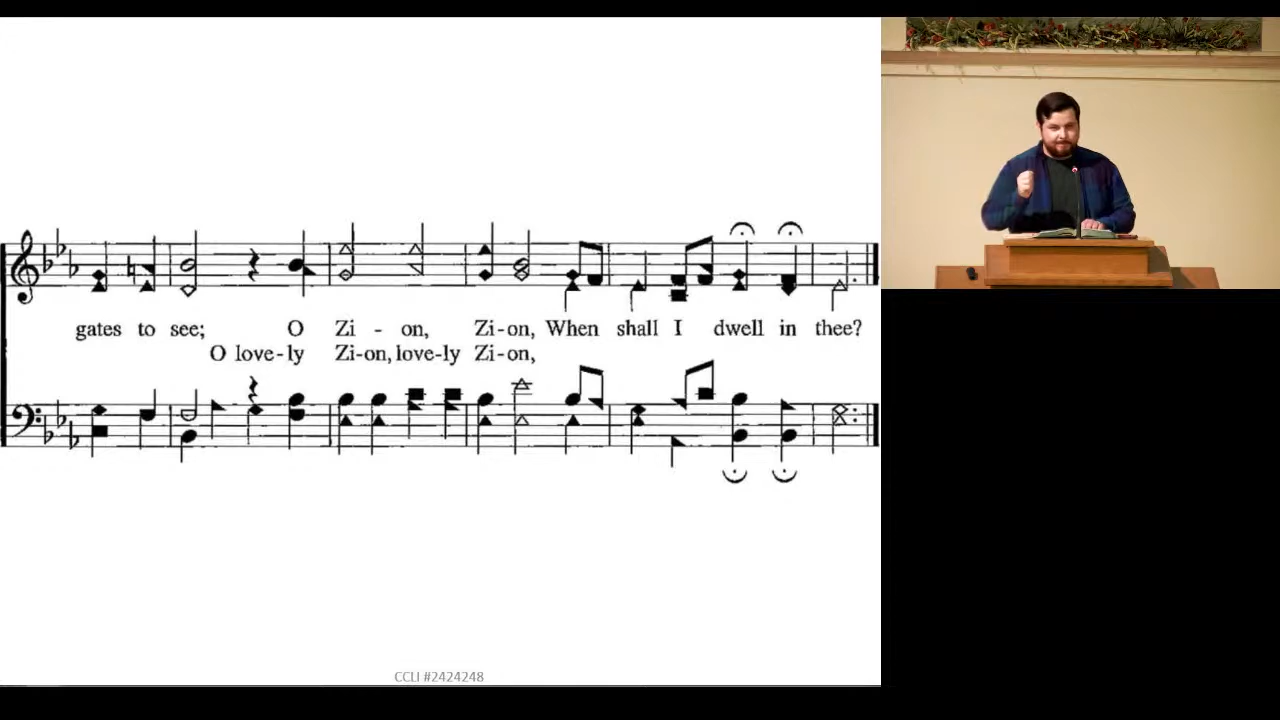 gates to see; O Zi - on, Zi-on, When shall I dwell in thee?
O love-ly Zi-on, love-ly Zi-on,
CCLI #2424248